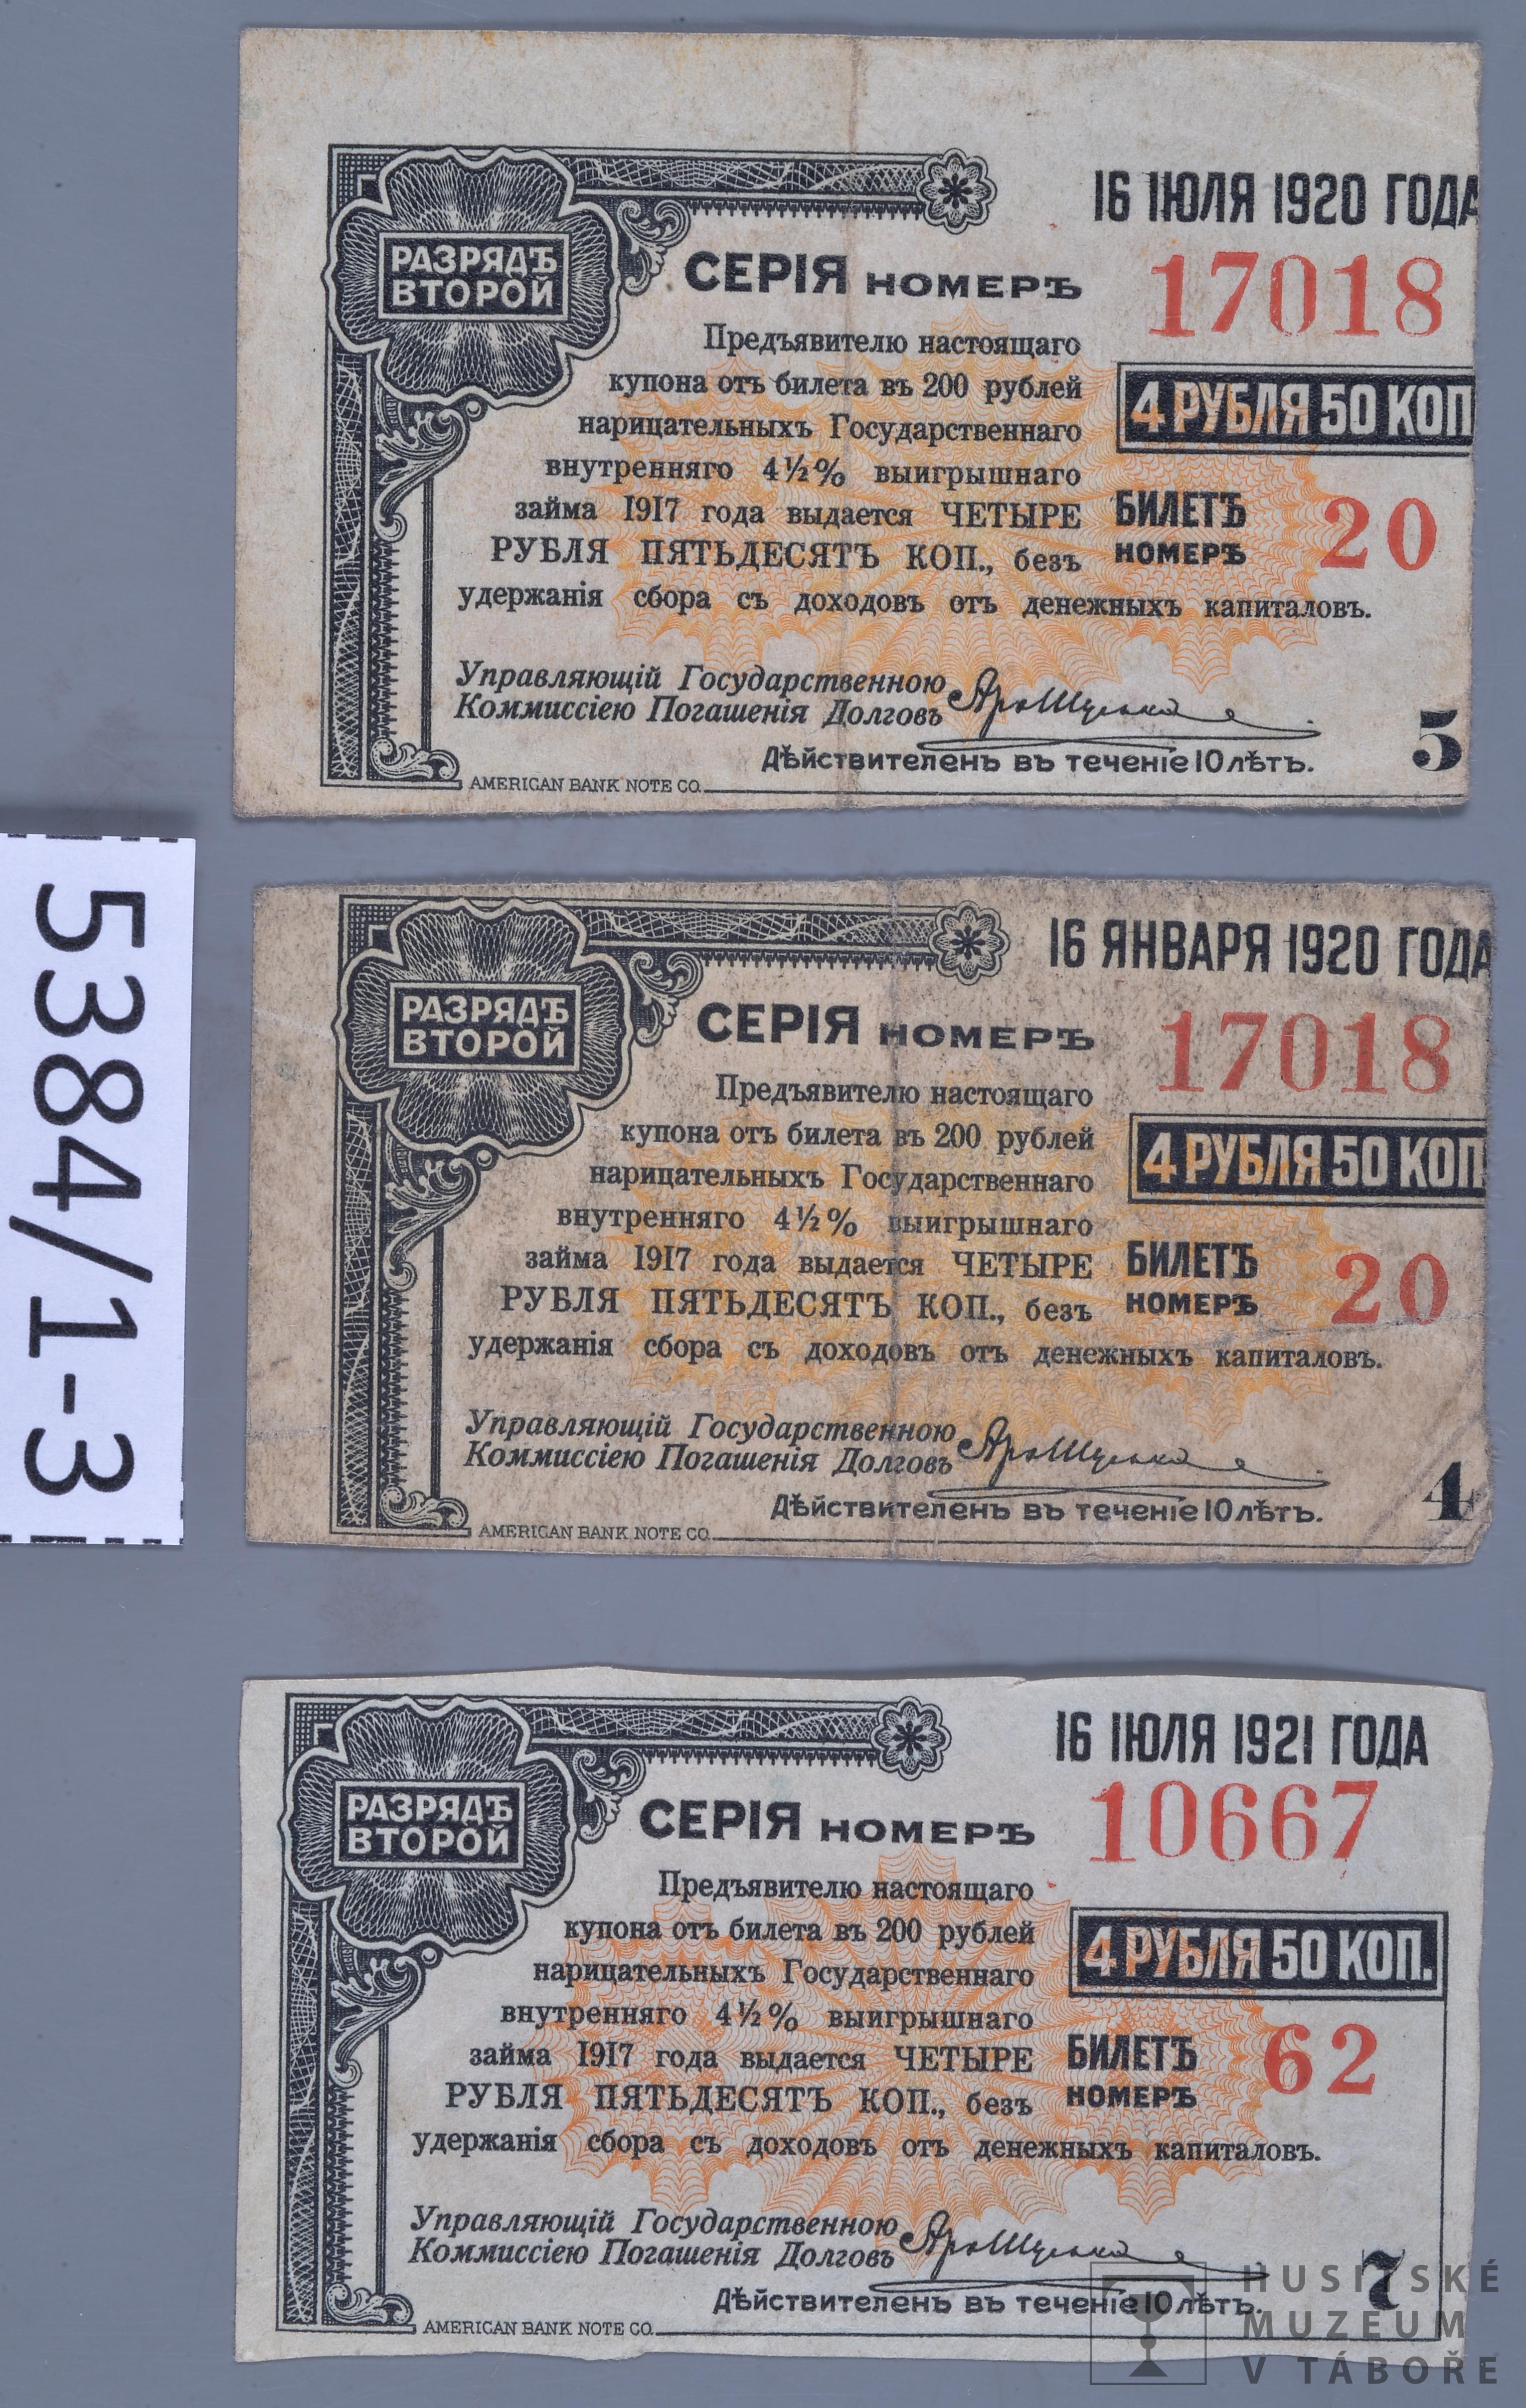 16 ІЮЛЯ 1920 ГОДА
РАЗРЯДЪ
ВТОРОЙ
СЕРІЯ НОМЕРЪ
17018
Предъявителю настоящаго
купона отъ билета въ 200 рублей
4 РУБЛЯ 50 КОП
нарицательныхъ Государственнаго
внутренняго 4½% выигрышнаго
займа 1917 года выдается ЧЕТЫРЕ
РУБЛЯ ПЯТЬДЕСЯТЪ КОП., безъ
БИЛЕТЪ
НОМЕРЪ
20
удержанія сбора съ доходовъ отъ денежныхъ капиталовъ.
Управляющій Государственною
Коммиссіею Погашенія Долговъ
Дѣйствителенъ въ теченіе 10 лѣтъ.
5
AMERICAN BANK NOTE CO.
5384/1-3
16 ЯНВАРЯ 1920 ГОДА
РАЗРЯДЪ
ВТОРОЙ
СЕРІЯ НОМЕРЪ
17018
Предъявителю настоящаго
купона отъ билета въ 200 рублей
4 РУБЛЯ 50 КОП
нарицательныхъ Государственнаго
внутренняго 4½% выигрышнаго
займа 1917 года выдается ЧЕТЫРЕ
РУБЛЯ ПЯТЬДЕСЯТЪ КОП., безъ
БИЛЕТЪ
НОМЕРЪ
20
удержанія сбора съ доходовъ отъ денежныхъ капиталовъ.
Управляющій Государственною
Коммиссіею Погашенія Долговъ
Дѣйствителенъ въ теченіе 10 лѣтъ.
4
AMERICAN BANK NOTE CO.
16 ІЮЛЯ 1921 ГОДА
РАЗРЯДЪ
ВТОРОЙ
СЕРІЯ НОМЕРЪ
10667
Предъявителю настоящаго
купона отъ билета въ 200 рублей
4 РУБЛЯ 50 КОП.
нарицательныхъ Государственнаго
внутренняго 4½% выигрышнаго
займа 1917 года выдается ЧЕТЫРЕ
РУБЛЯ ПЯТЬДЕСЯТЪ КОП., безъ
БИЛЕТЪ
НОМЕРЪ
62
удержанія сбора съ доходовъ отъ денежныхъ капиталовъ.
Управляющій Государственною
Коммиссіею Погашенія Долговъ
Дѣйствителенъ въ теченіе 10 лѣтъ.
7
AMERICAN BANK NOTE CO.
HUSITSKÉ
MUZEUM
V TÁBOŘE